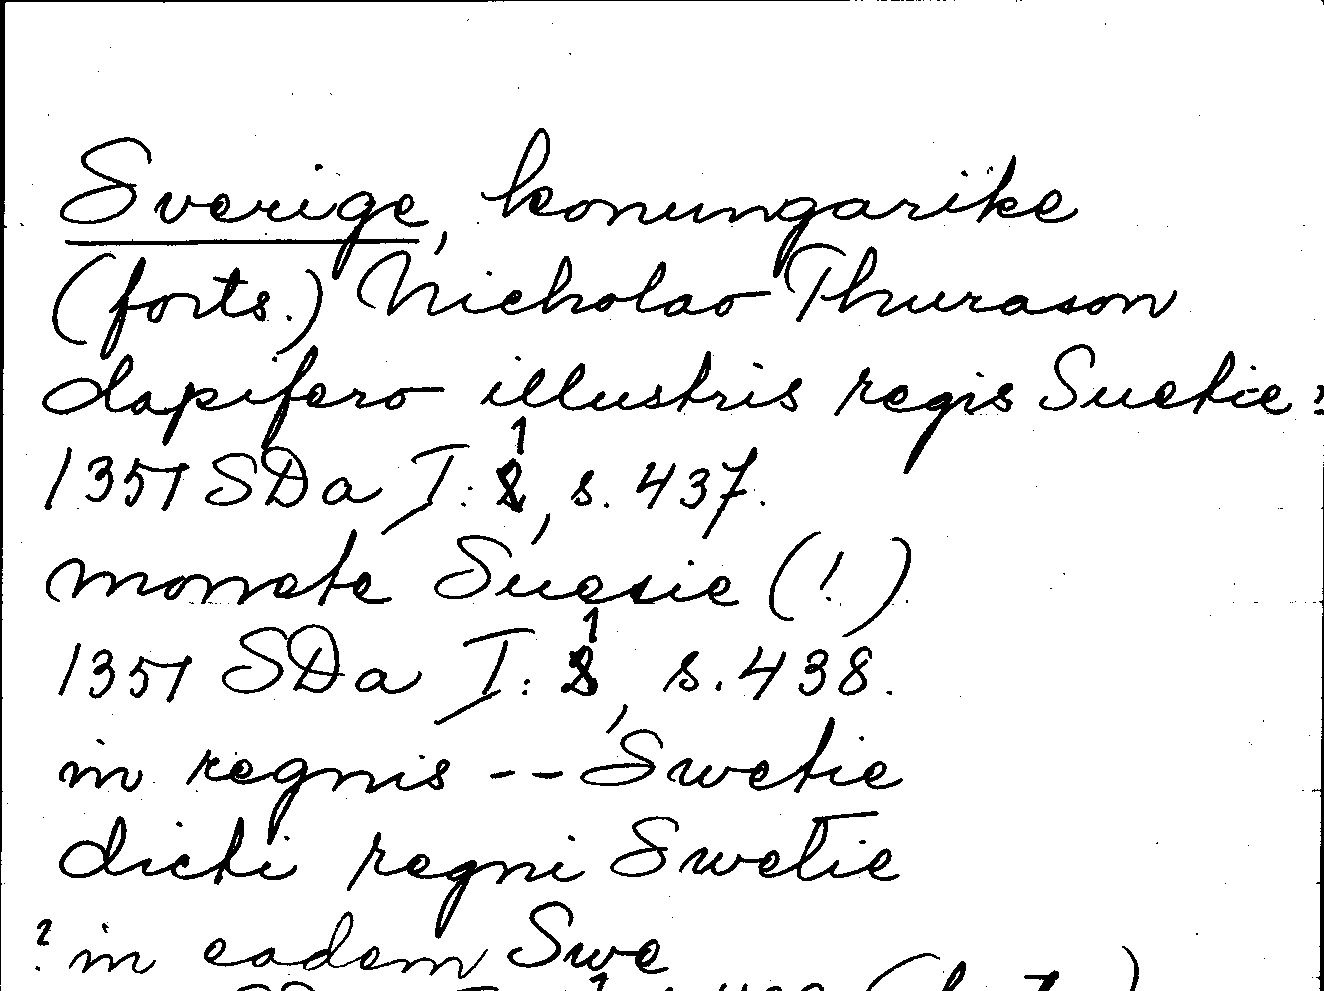 Sverige, konungarike
(forts.) Nicholao Thurason
dapifero illustris regis Suetie
1351 SDa I: 1, s. 437.
monete Suesie (!)
1351 SDa I: 1, s. 438.
in regnis -- Swetie
dicti regni Swetie
? in eadem Swe